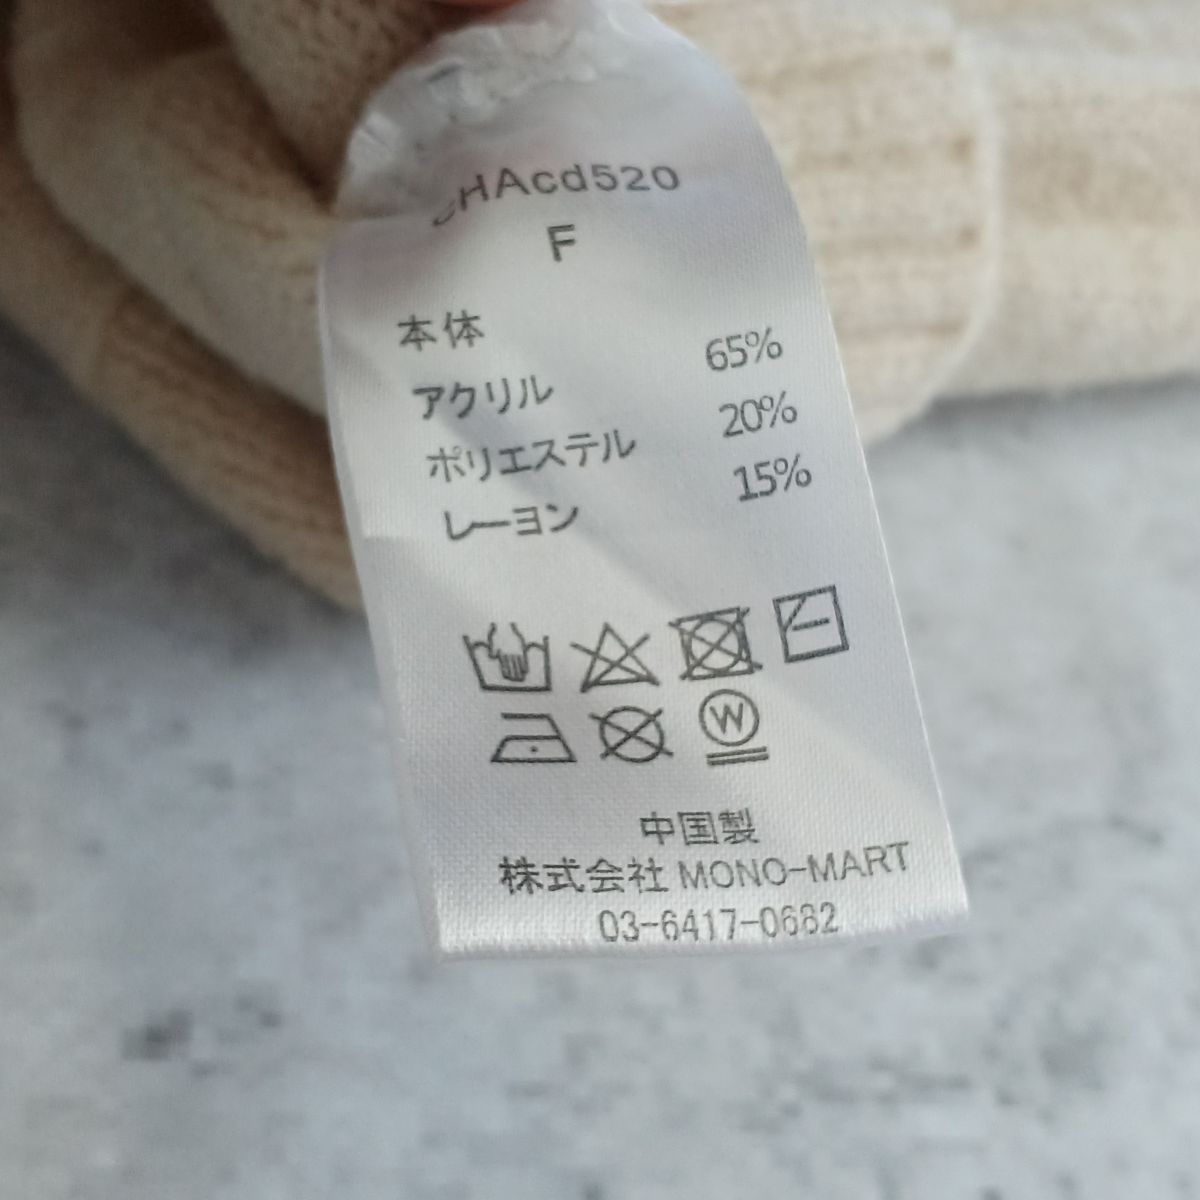 HAcd520
F
本体
アクリル 65%
ポリエステル 20%
レーヨン 15%
W
中国製
株式会社 MONO-MART
03-6417-0682